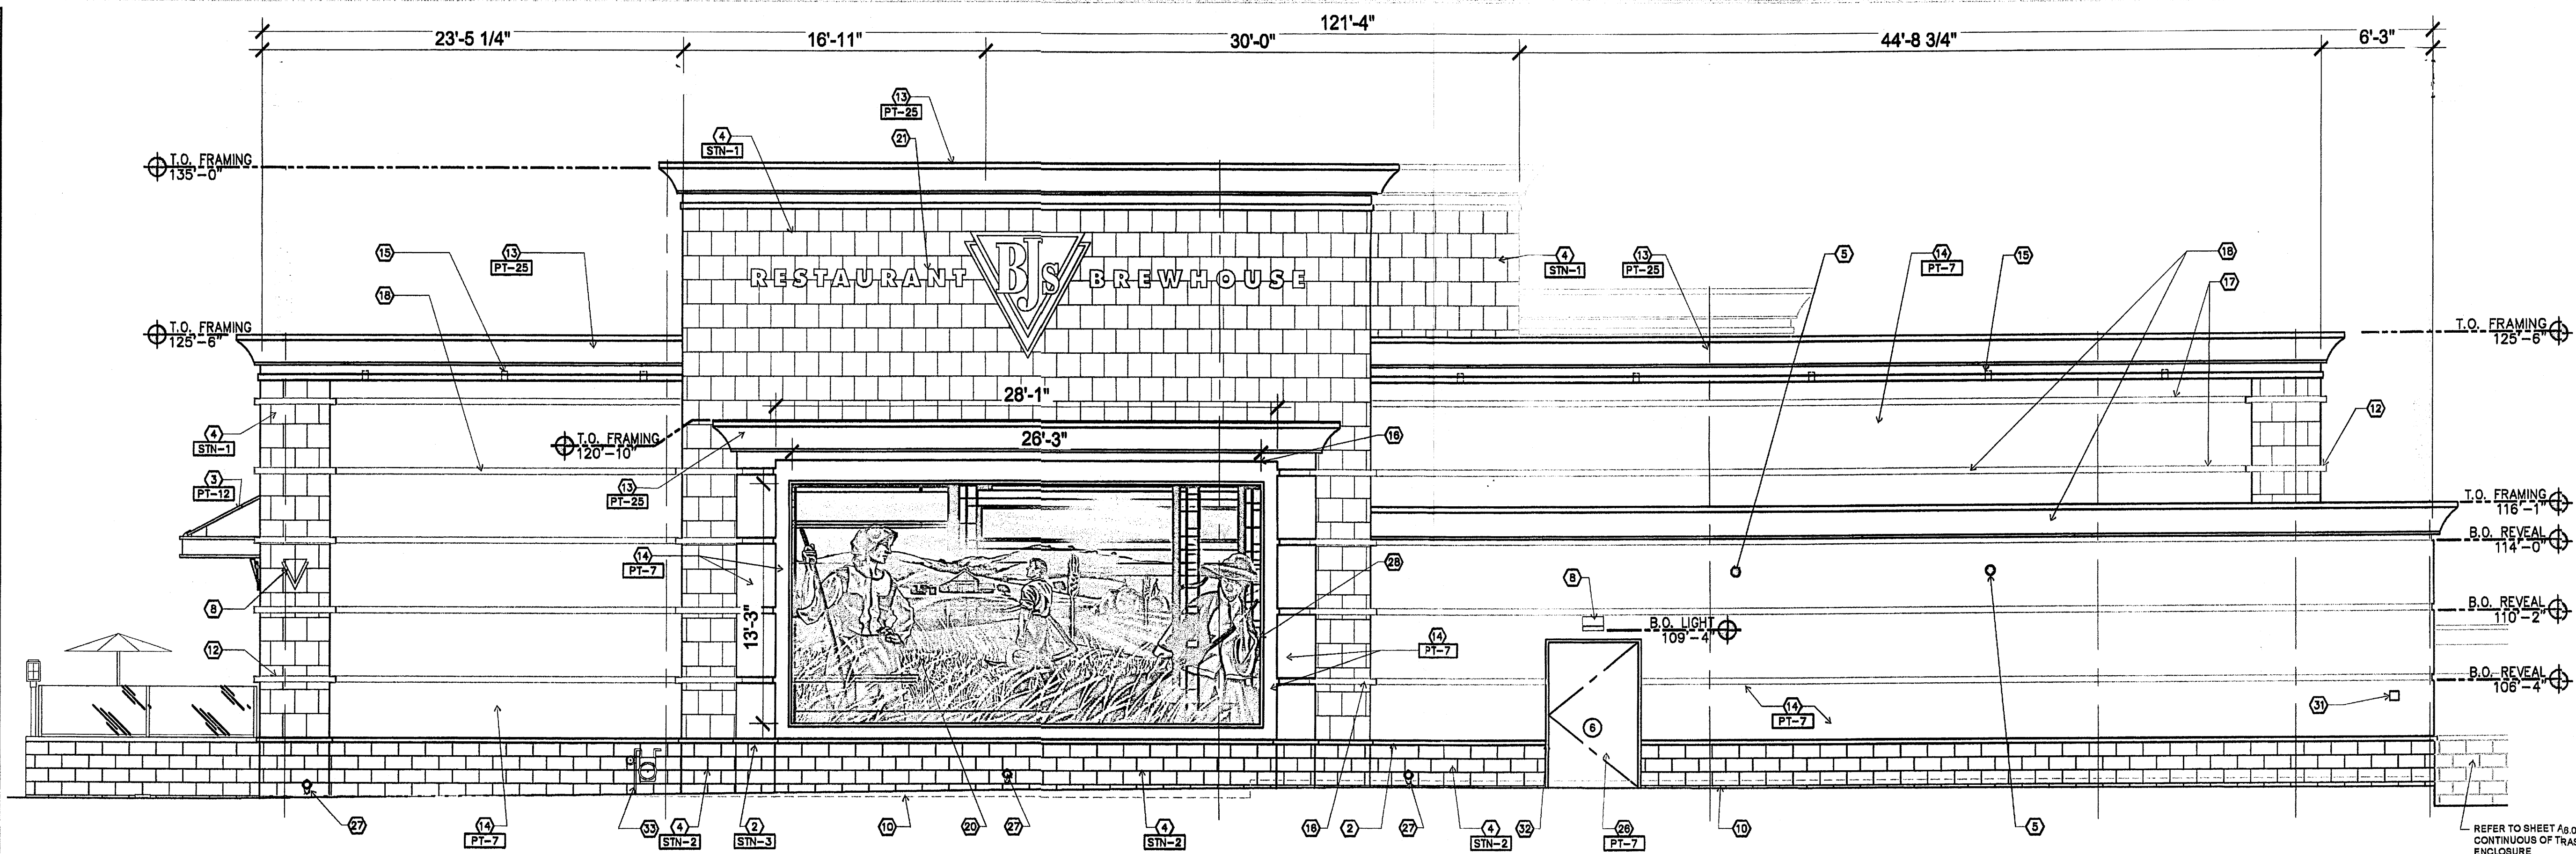 121'-4"
23'-5 1/4"
16'-11"
30'-0"
44'-8 3/4"
6'-3"
13
PT-25
4
STN-1
21
T.O. FRAMING
135'-0"
15
13
PT-25
18
RESTAURANT
BJs
BREWHOUSE
4
STN-1
13
PT-25
5
14
PT-7
15
18
17
T.O. FRAMING
125'-6"
T.O. FRAMING
125'-6"
28'-1"
12
4
STN-1
T.O. FRAMING
120'-10"
26'-3"
16
3
PT-12
13
PT-25
T.O. FRAMING
116'-1"
B.O. REVEAL
114'-0"
14
PT-7
28
8
8
13'-3"
B.O. LIGHT
109'-4"
B.O. REVEAL
110'-2"
12
14
PT-7
B.O. REVEAL
106'-4"
14
PT-7
31
6
27
14
PT-7
33
4
STN-2
2
STN-3
10
20
27
4
STN-2
16
2
27
4
STN-2
32
26
PT-7
10
5
REFER TO SHEET A6.0
CONTINUOUS OF TRAS
ENCLOSURE